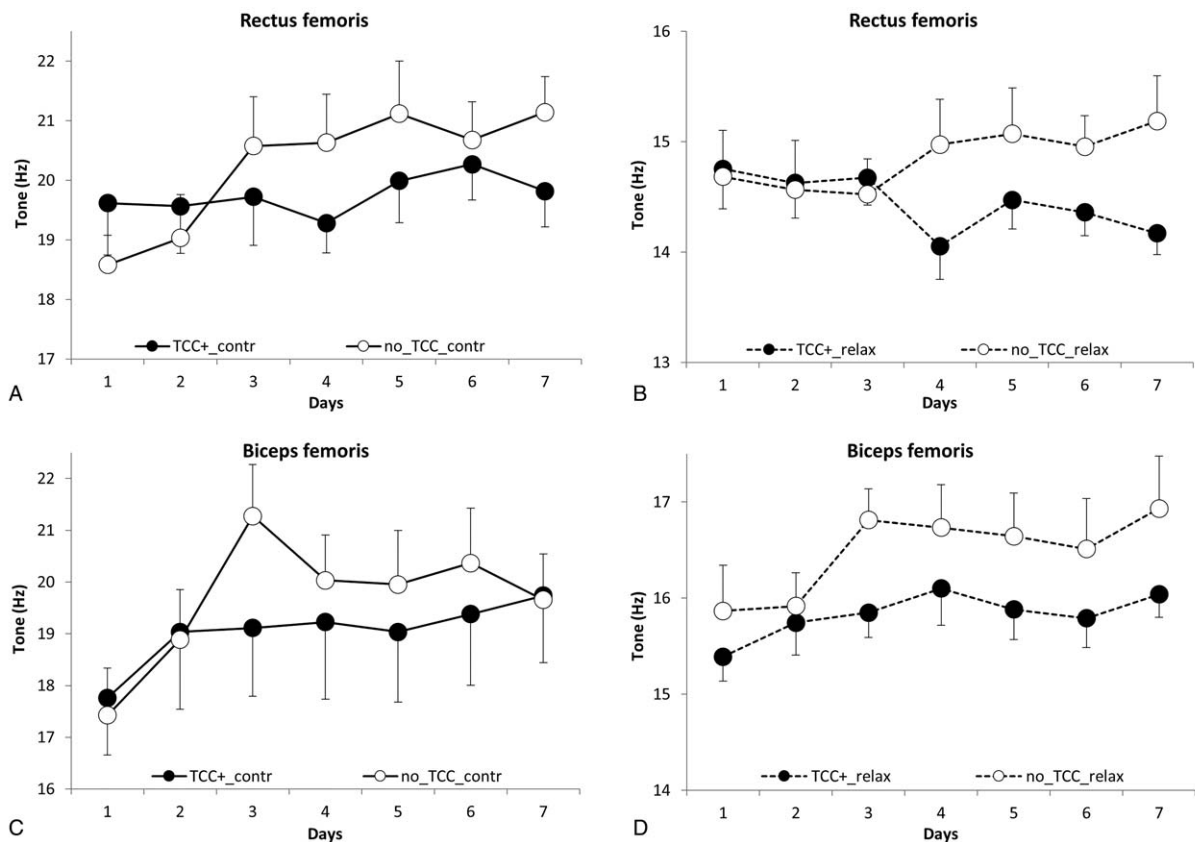 Rectus femoris
22
21
20
19
18
17
Tone (Hz)
TCC+_contr no_TCC_contr
1 2 3 4 5 6 7
Days
A
Rectus femoris
16
15
14
13
Tone (Hz)
TCC+_relax no_TCC_relax
1 2 3 4 5 6 7
Days
B
Biceps femoris
22
21
20
19
18
17
16
Tone (Hz)
TCC+_contr no_TCC_contr
1 2 3 4 5 6 7
Days
C
Biceps femoris
17
16
15
14
Tone (Hz)
TCC+_relax no_TCC_relax
1 2 3 4 5 6 7
Days
D